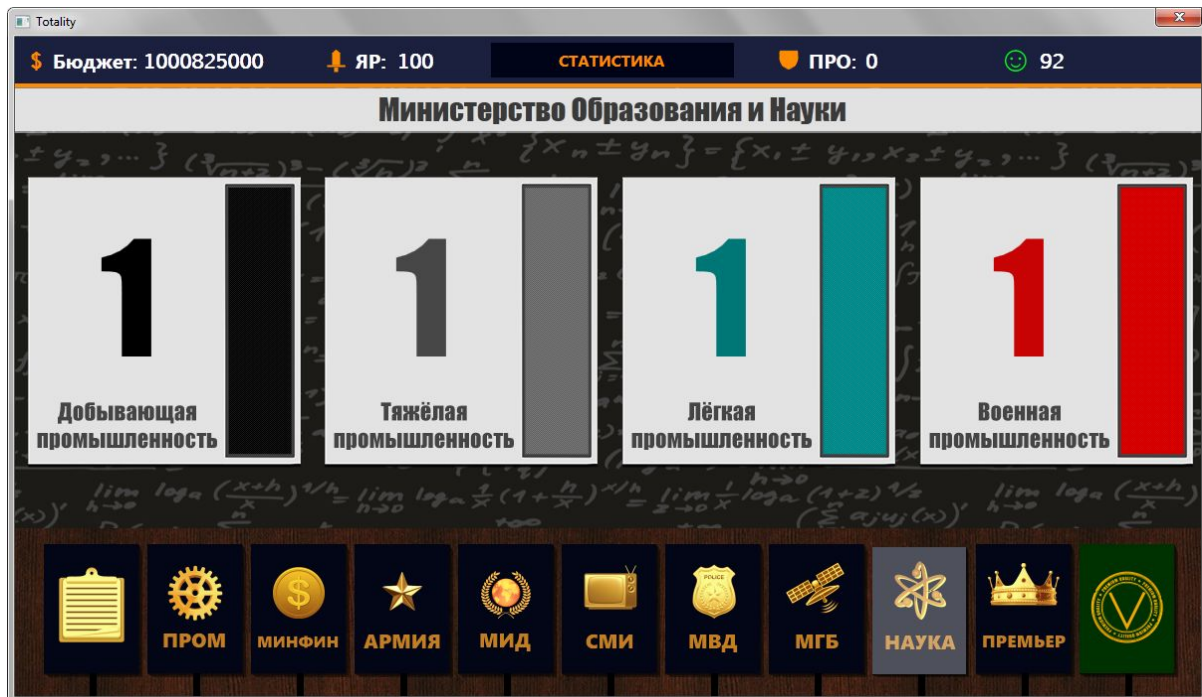 Totality
$ Бюджет: 1000825000
ЯР: 100
СТАТИСТИКА
ПРО: 0
92
Министерство Образования и Науки
1
Добывающая
промышленность
1
Тяжёлая
промышленность
1
Лёгкая
промышленность
1
Военная
промышленность
ПРОМ
$
МИНФИН
АРМИЯ
МИД
СМИ
POLICE
МВД
МГБ
НАУКА
ПРЕМЬЕР
V